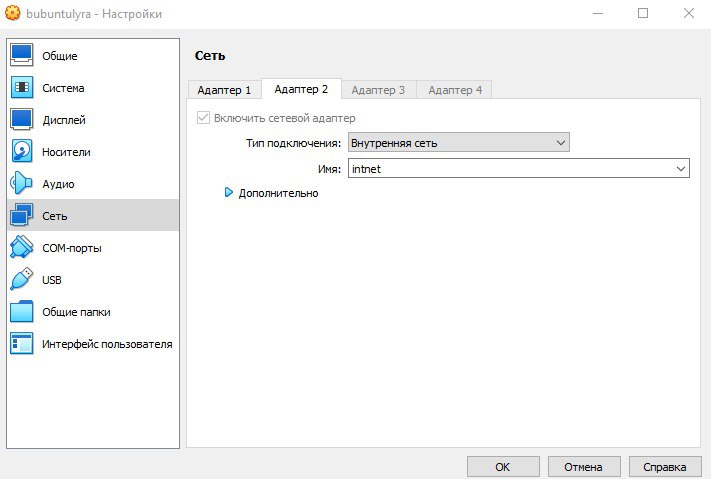 bubuntulyra - Настройки
Общие
Система
Дисплей
Носители
Аудио
Сеть
COM-порты
USB
Общие папки
Интерфейс пользователя
Сеть
Адаптер 1 Адаптер 2 Адаптер 3 Адаптер 4
Включить сетевой адаптер
Тип подключения: Внутренняя сеть
Имя: intnet
Дополнительно
OK Отмена Справка